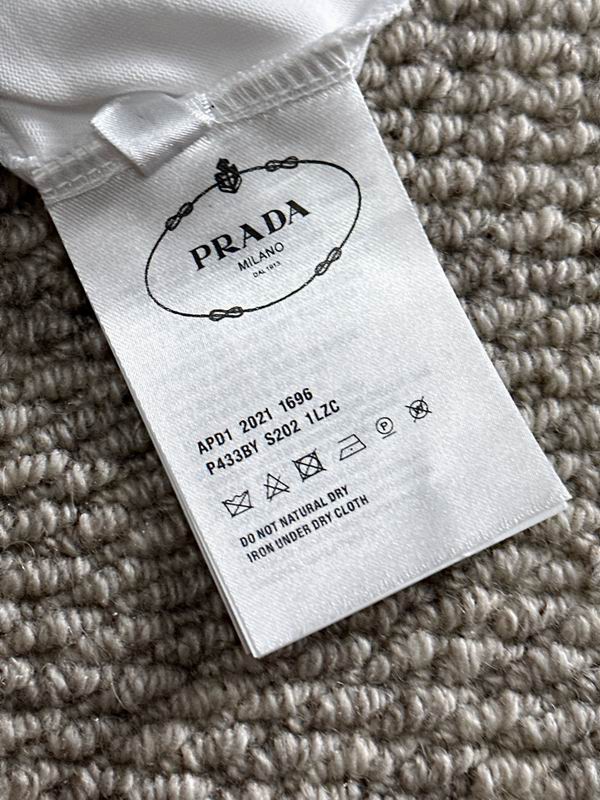 PRADA
MILANO
DAL 1913
APD1 2021 1696
P433BY S202 1LZC
P
DO NOT NATURAL DRY
IRON UNDER DRY CLOTH